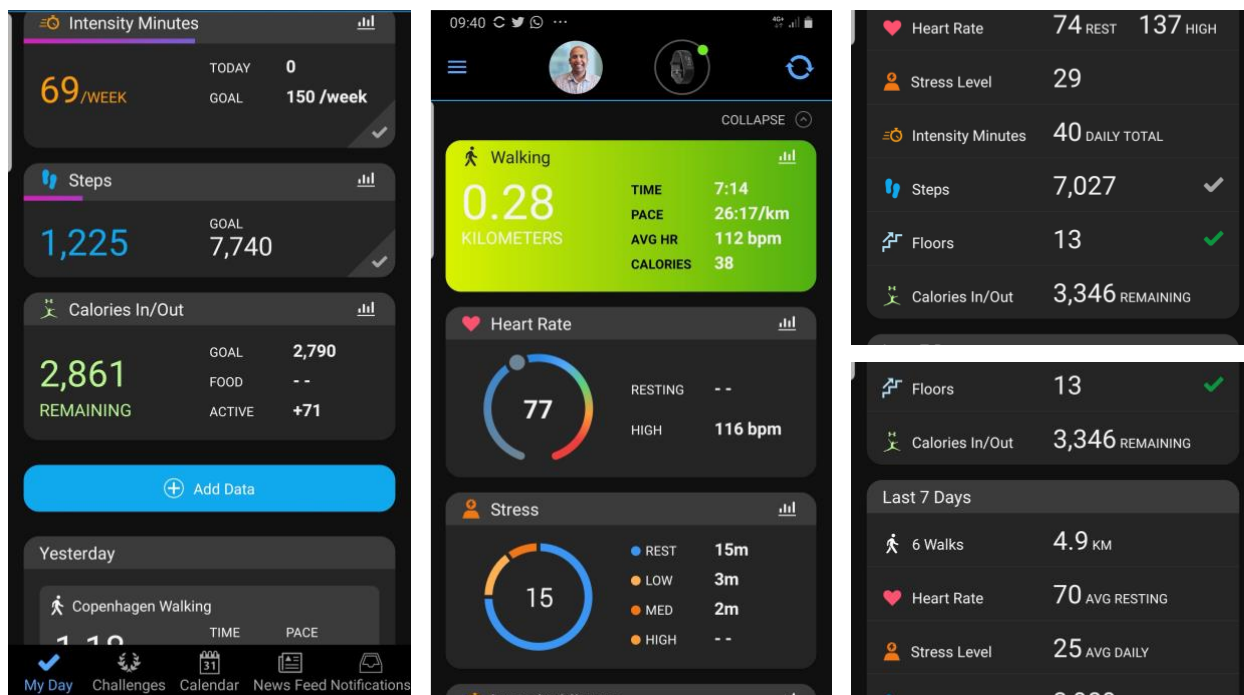 Intensity Minutes
69/WEEK
TODAY 0
GOAL 150 /week
Steps
1,225
GOAL
7,740
Calories In/Out
2,861
REMAINING
GOAL 2,790
FOOD --
ACTIVE +71
Add Data
Yesterday
Copenhagen Walking
TIME PACE
My Day Challenges Calendar News Feed Notifications
31
09:40
4G+
COLLAPSE
Walking
0.28
KILOMETERS
TIME 7:14
PACE 26:17/km
AVG HR 112 bpm
CALORIES 38
Heart Rate
77
RESTING --
HIGH 116 bpm
Stress
15
REST 15m
LOW 3m
MED 2m
HIGH --
Heart Rate 74 REST 137 HIGH
Stress Level 29
Intensity Minutes 40 DAILY TOTAL
Steps 7,027
Floors 13
Calories In/Out 3,346 REMAINING
Floors 13
Calories In/Out 3,346 REMAINING
Last 7 Days
6 Walks 4.9 KM
Heart Rate 70 AVG RESTING
Stress Level 25 AVG DAILY